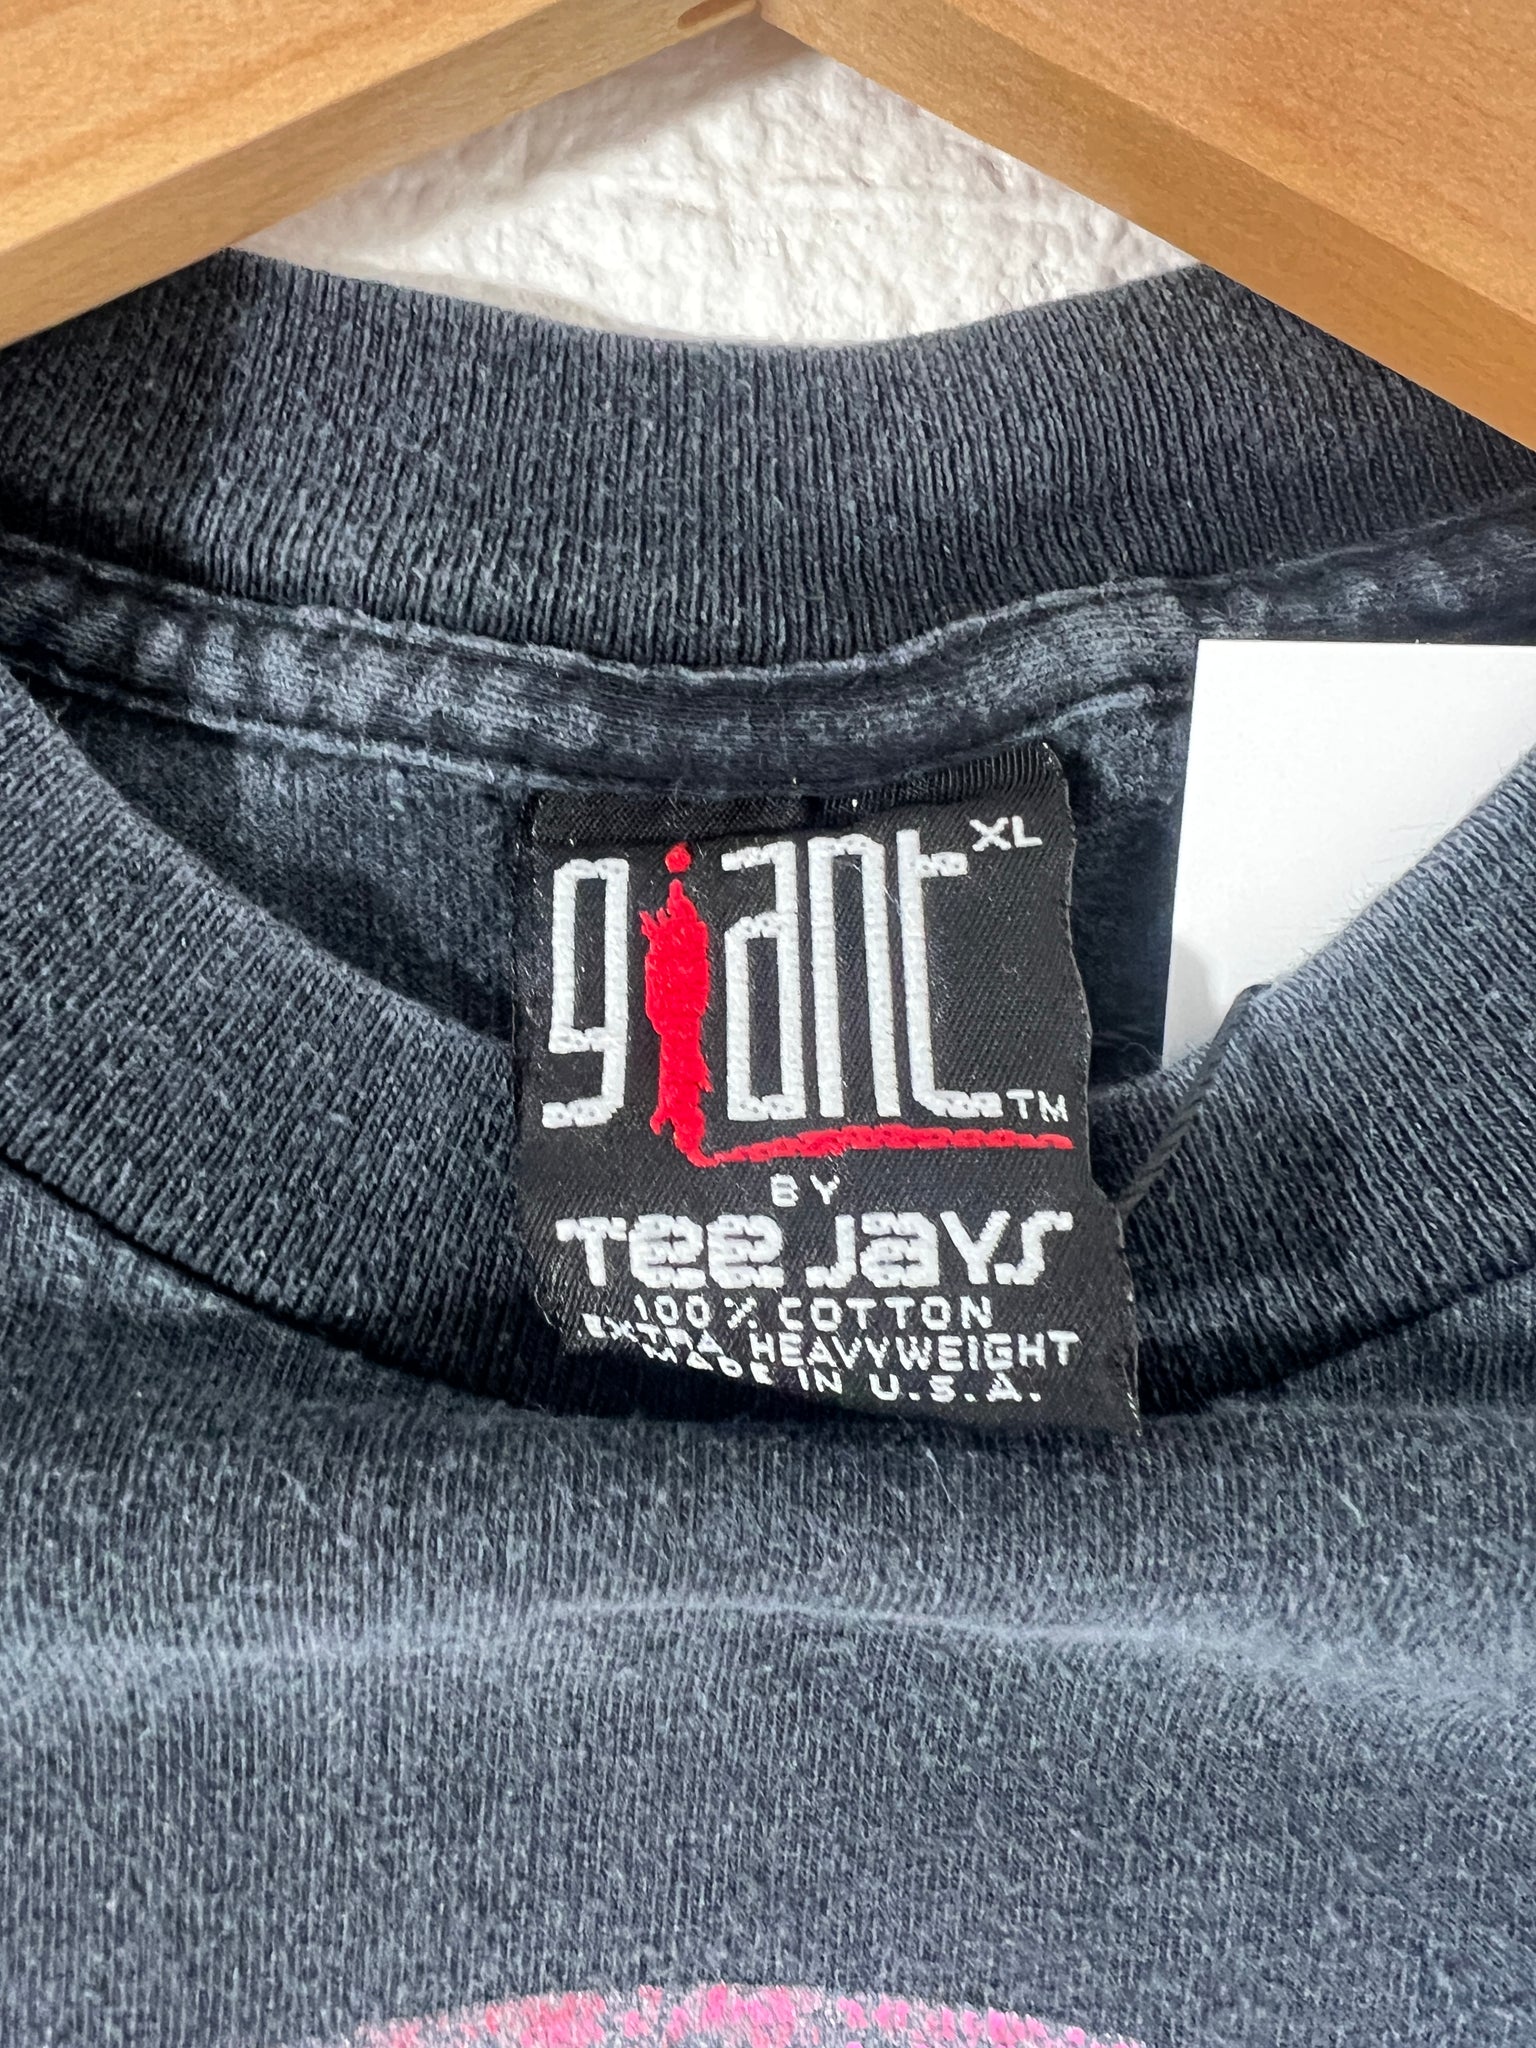 giant XL
TM
BY
Tee Jays
100% COTTON
EXTRA HEAVYWEIGHT
MADE IN U.S.A.